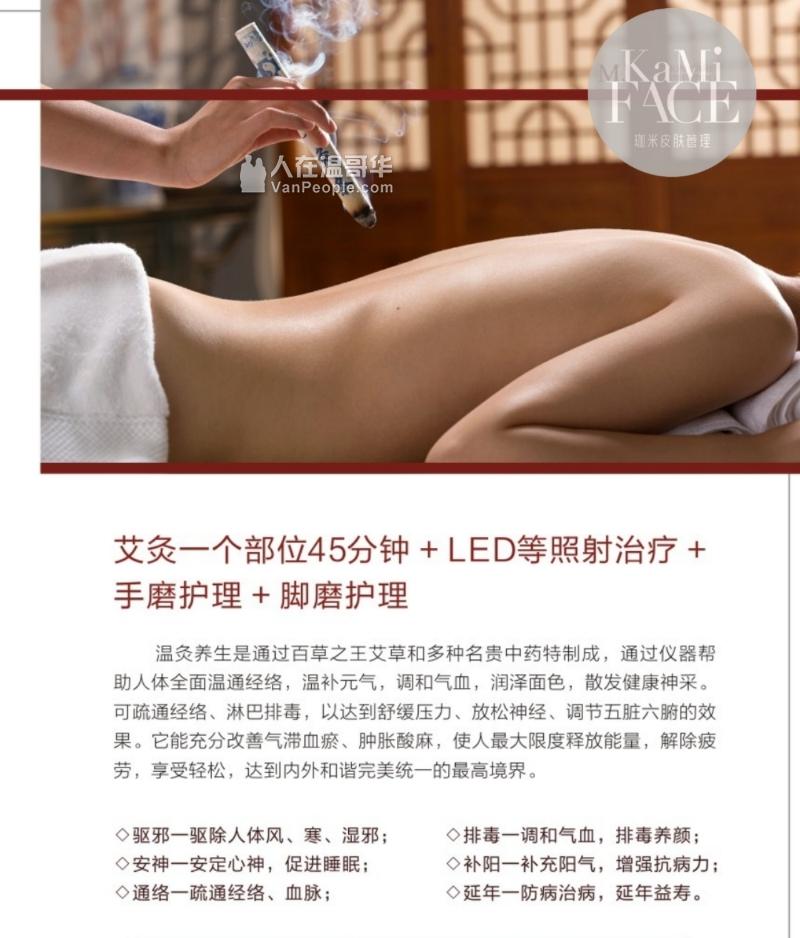 KaMi
FACE
珈米皮肤管理
人在温哥华
VanPeople.com
艾灸一个部位45分钟 + LED等照射治疗 +
手磨护理 + 脚磨护理
温灸养生是通过百草之王艾草和多种名贵中药特制成，通过仪器帮
助人体全面温通经络，温补元气，调和气血，润泽面色，散发健康神采。
可疏通经络、淋巴排毒，以达到舒缓压力、放松神经、调节五脏六腑的效
果。它能充分改善气滞血瘀、肿胀酸麻，使人最大限度释放能量，解除疲
劳，享受轻松，达到内外和谐完美统一的最高境界。
◇驱邪一驱除人体风、寒、湿邪；
◇排毒一调和气血，排毒养颜；
◇安神一安定心神，促进睡眠；
◇补阳一补充阳气，增强抗病力；
◇通络一疏通经络、血脉；
◇延年一防病治病，延年益寿。